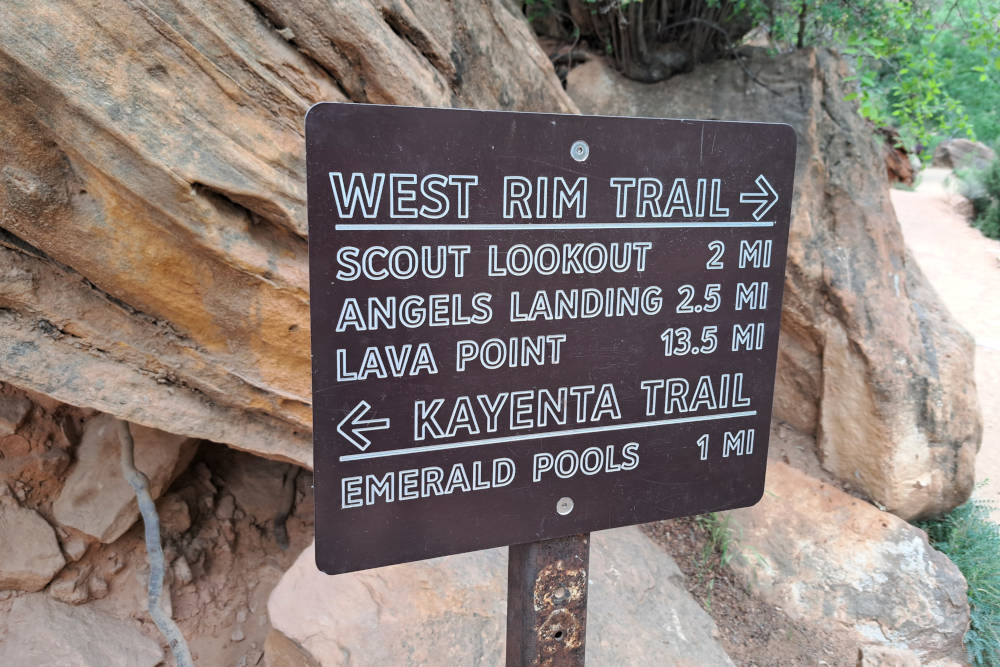 WEST RIM TRAIL →
SCOUT LOOKOUT 2 MI
ANGELS LANDING 2.5 MI
LAVA POINT 13.5 MI
← KAYENTA TRAIL
EMERALD POOLS 1 MI